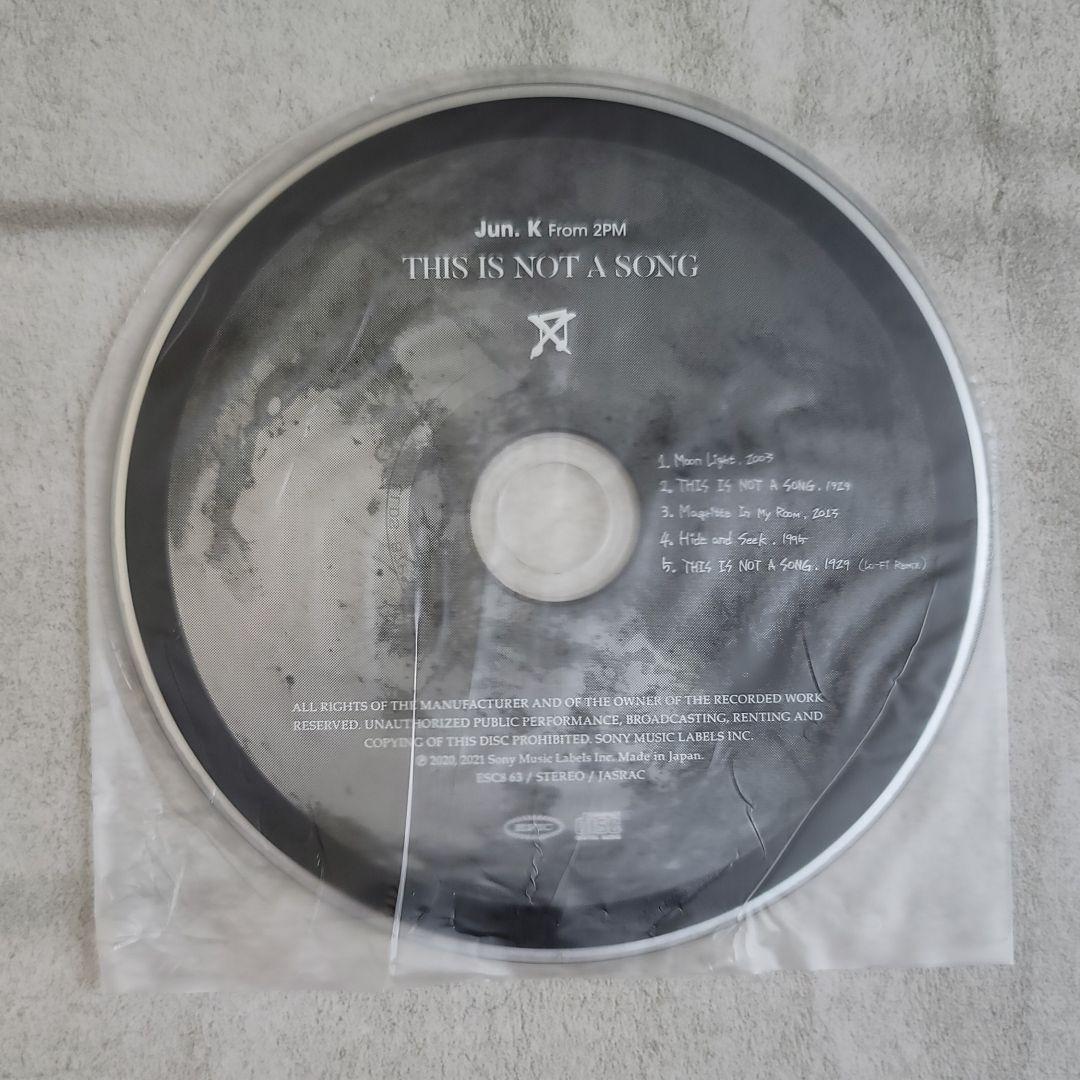 Jun. K From 2PM
THIS IS NOT A SONG
1. Moon Light. 2003
2. THIS IS NOT A SONG. 1929
3. Magritte In My Room. 2013
4. Hide and Seek. 1995
5. THIS IS NOT A SONG. 1929 (Lo-Fi Remix)
ALL RIGHTS OF THE MANUFACTURER AND OF THE OWNER OF THE RECORDED WORK
RESERVED. UNAUTHORIZED PUBLIC PERFORMANCE, BROADCASTING, RENTING AND
COPYING OF THIS DISC PROHIBITED. SONY MUSIC LABELS INC.
℗ 2020, 2021 Sony Music Labels Inc. Made in Japan.
ESC8 63 / STEREO / JASRAC
EPIC